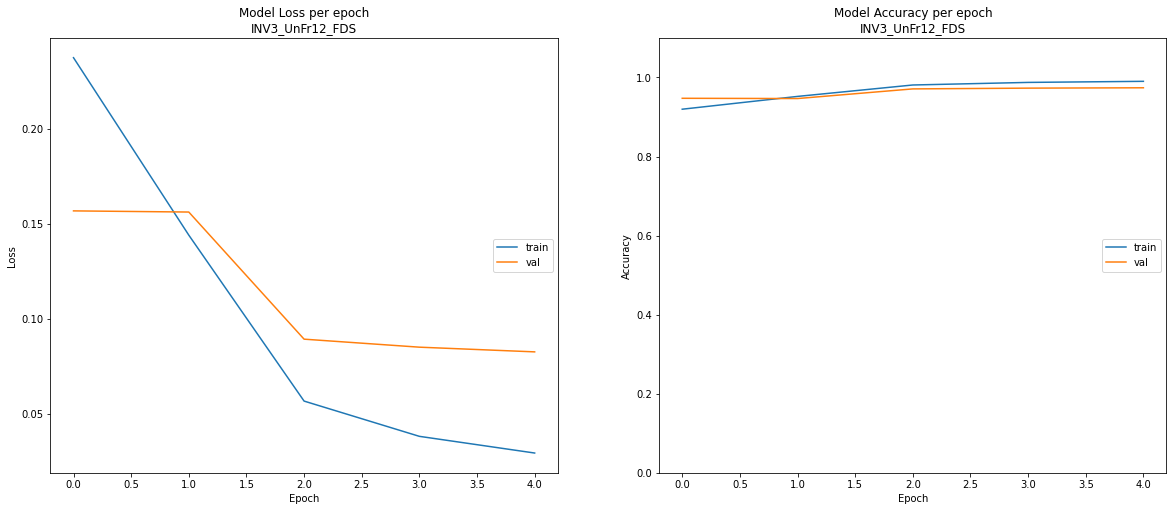 Model Loss per epoch
INV3_UnFr12_FDS
Loss
0.20
0.15
0.10
0.05
train
val
0.0 0.5 1.0 1.5 2.0 2.5 3.0 3.5 4.0
Epoch
Model Accuracy per epoch
INV3_UnFr12_FDS
Accuracy
1.0
0.8
0.6
0.4
0.2
0.0
train
val
0.0 0.5 1.0 1.5 2.0 2.5 3.0 3.5 4.0
Epoch